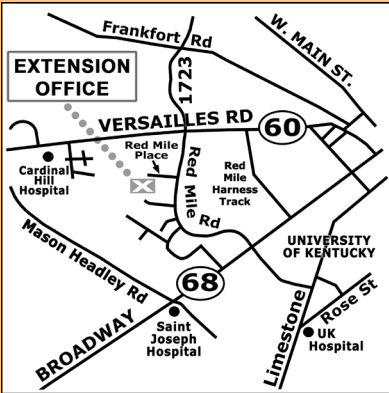 Frankfort Rd
W. MAIN ST.
1723
EXTENSION
OFFICE
VERSAILLES RD
60
Red Mile
Place
Cardinal
Hill
Hospital
Red Mile
Rd
Red
Mile
Harness
Track
UNIVERSITY
OF KENTUCKY
Mason Headley Rd
68
BROADWAY
Saint
Joseph
Hospital
Limestone
Rose St
UK
Hospital